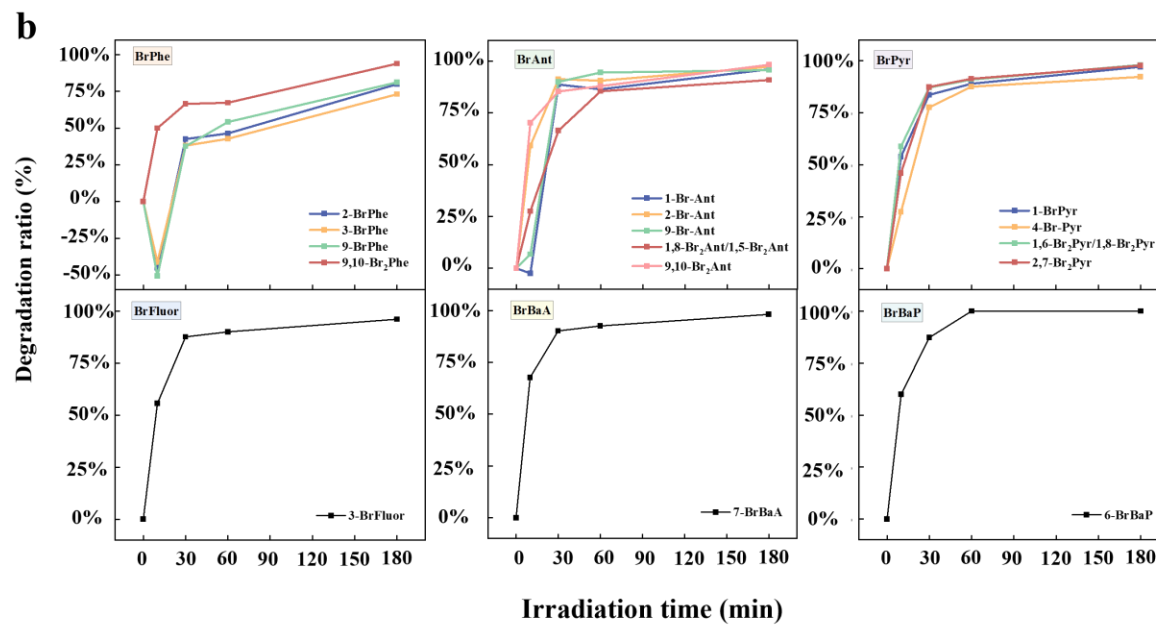 b
Degradation ratio (%)
BrPhe
100%
75%
50%
25%
0%
-25%
-50%
2-BrPhe
3-BrPhe
9-BrPhe
9,10-Br₂Phe
BrAnt
100%
75%
50%
25%
0%
1-Br-Ant
2-Br-Ant
9-Br-Ant
1,8-Br₂Ant/1,5-Br₂Ant
9,10-Br₂Ant
BrPyr
100%
75%
50%
25%
0%
1-BrPyr
4-Br-Pyr
1,6-Br₂Pyr/1,8-Br₂Pyr
2,7-Br₂Pyr
BrFluor
100%
75%
50%
25%
0%
3-BrFluor
0 30 60 90 120 150 180
BrBaA
100%
75%
50%
25%
0%
7-BrBaA
0 30 60 90 120 150 180
BrBaP
100%
75%
50%
25%
0%
6-BrBaP
0 30 60 90 120 150 180
Irradiation time (min)